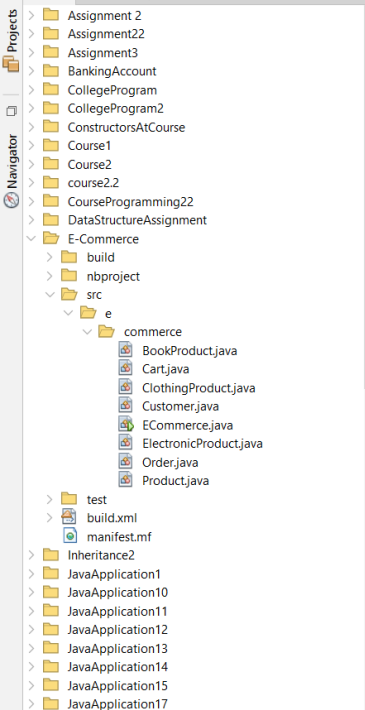 Projects
Navigator
Assignment 2
Assignment22
Assignment3
BankingAccount
CollegeProgram
CollegeProgram2
ConstructorsAtCourse
Course1
Course2
course2.2
CourseProgramming22
DataStructureAssignment
E-Commerce
build
nbproject
src
e
commerce
BookProduct.java
Cart.java
ClothingProduct.java
Customer.java
ECommerce.java
ElectronicProduct.java
Order.java
Product.java
test
build.xml
manifest.mf
Inheritance2
JavaApplication1
JavaApplication10
JavaApplication11
JavaApplication12
JavaApplication13
JavaApplication14
JavaApplication15
JavaApplication17